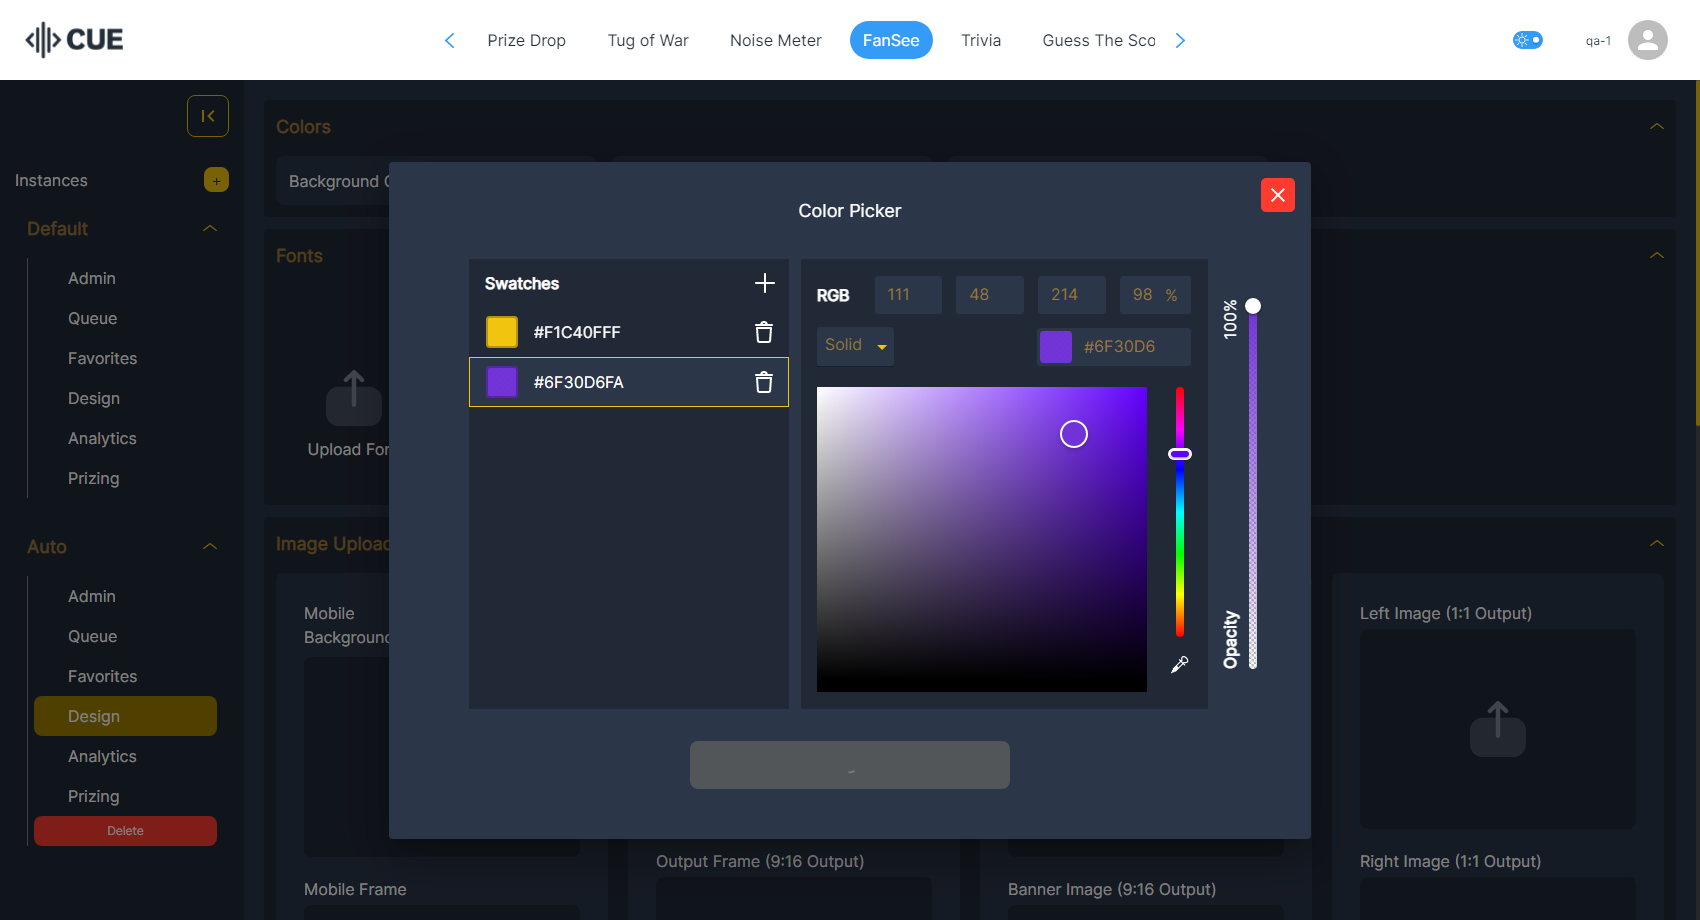 CUE
Prize Drop
Tug of War
Noise Meter
FanSee
Trivia
Guess The Sco
qa-1
Instances
+
Default
Admin
Queue
Favorites
Design
Analytics
Prizing
Auto
Admin
Queue
Favorites
Design
Analytics
Prizing
Delete
Colors
Background
Fonts
Upload
Image Upload
Mobile
Background
Mobile Frame
Output Frame (9:16 Output)
Banner Image (9:16 Output)
Left Image (1:1 Output)
Right Image (1:1 Output)
Color Picker
Swatches
#F1C40FFF
#6F30D6FA
RGB
111
48
214
98 %
Solid
#6F30D6
100%
Opacity